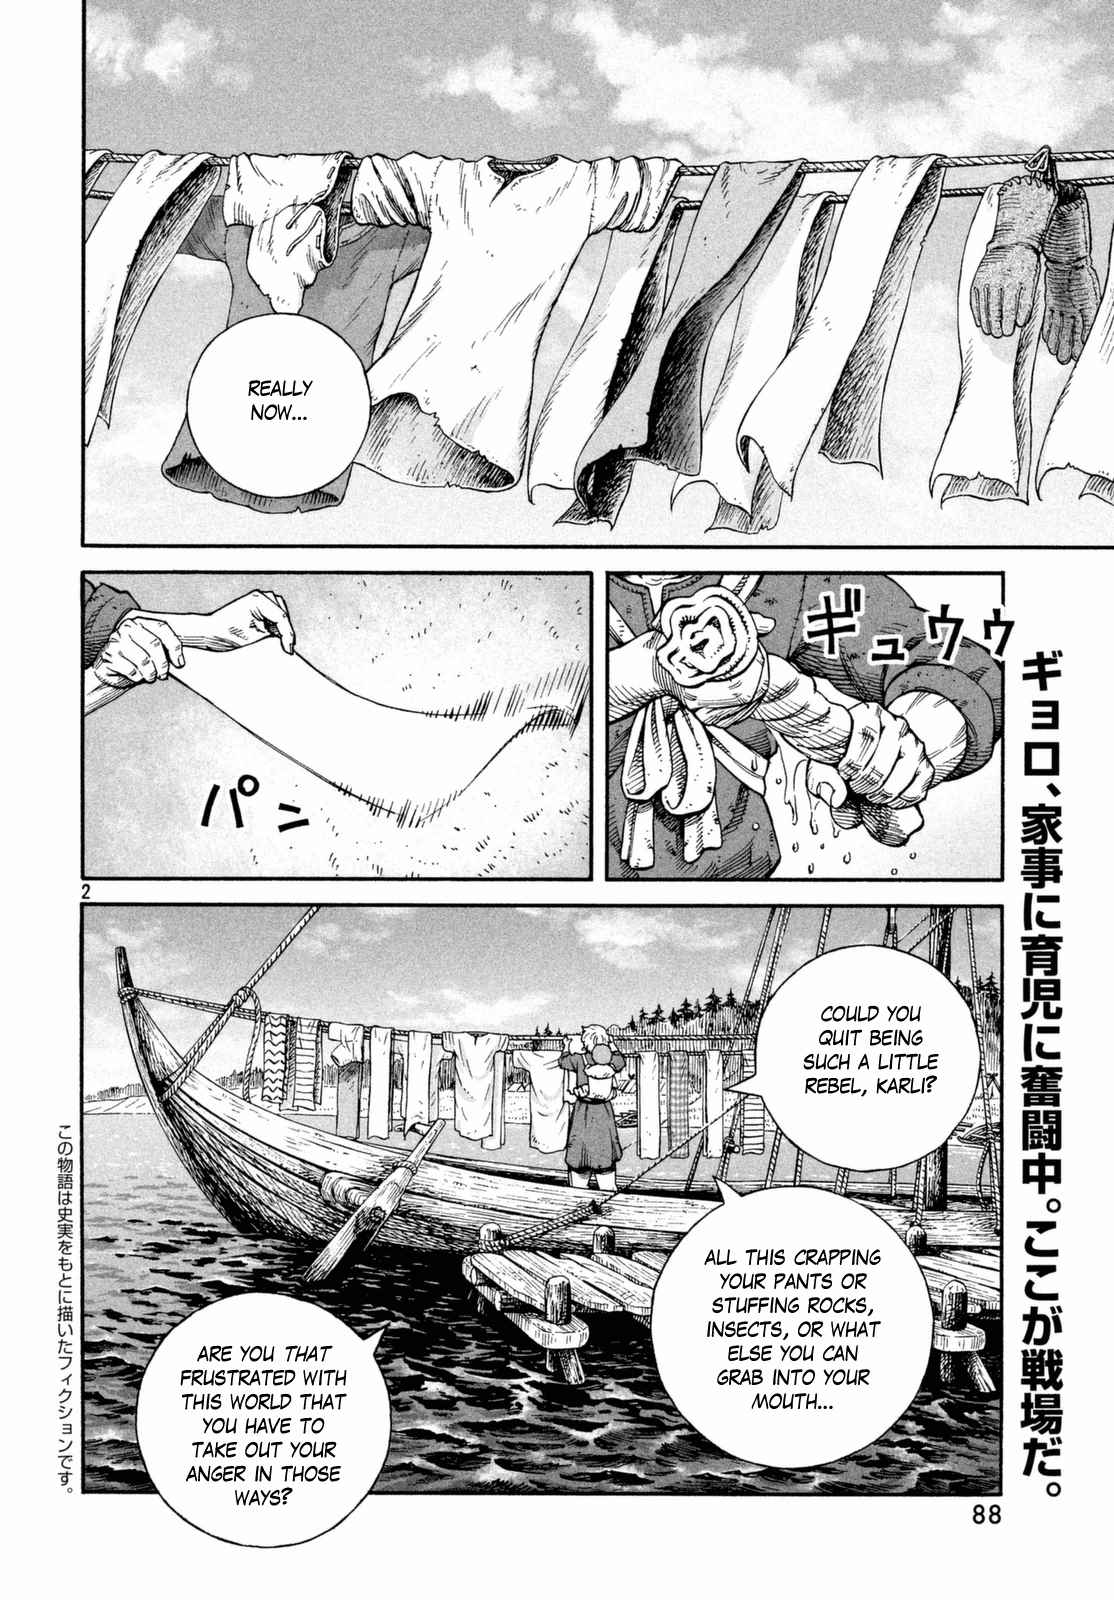 REALLY
NOW...
ギュウウ
パン
2
COULD YOU
QUIT BEING
SUCH A LITTLE
REBEL, KARLI?
ALL THIS CRAPPING
YOUR PANTS OR
STUFFING ROCKS,
INSECTS, OR WHAT
ELSE YOU CAN
GRAB INTO YOUR
MOUTH...
ARE YOU THAT
FRUSTRATED WITH
THIS WORLD THAT
YOU HAVE TO
TAKE OUT YOUR
ANGER IN THOSE
WAYS?
ギョロ、家事に育児に奮闘中。ここが戦場だ。
この物語は史実をもとに描いたフィクションです。
88